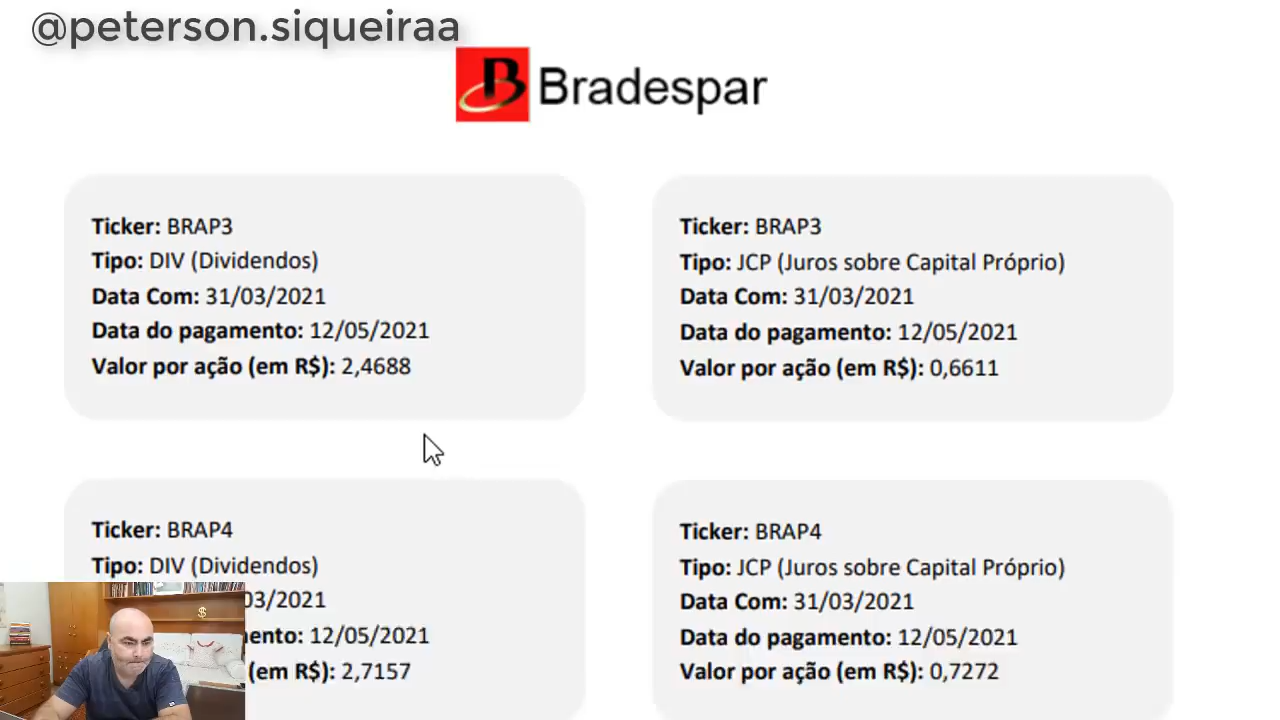 @peterson.siqueiraa
Bradespar
Ticker: BRAP3
Tipo: DIV (Dividendos)
Data Com: 31/03/2021
Data do pagamento: 12/05/2021
Valor por ação (em R$): 2,4688
Ticker: BRAP3
Tipo: JCP (Juros sobre Capital Próprio)
Data Com: 31/03/2021
Data do pagamento: 12/05/2021
Valor por ação (em R$): 0,6611
Ticker: BRAP4
Tipo: DIV (Dividendos)
03/2021
ento: 12/05/2021
(em R$): 2,7157
Ticker: BRAP4
Tipo: JCP (Juros sobre Capital Próprio)
Data Com: 31/03/2021
Data do pagamento: 12/05/2021
Valor por ação (em R$): 0,7272